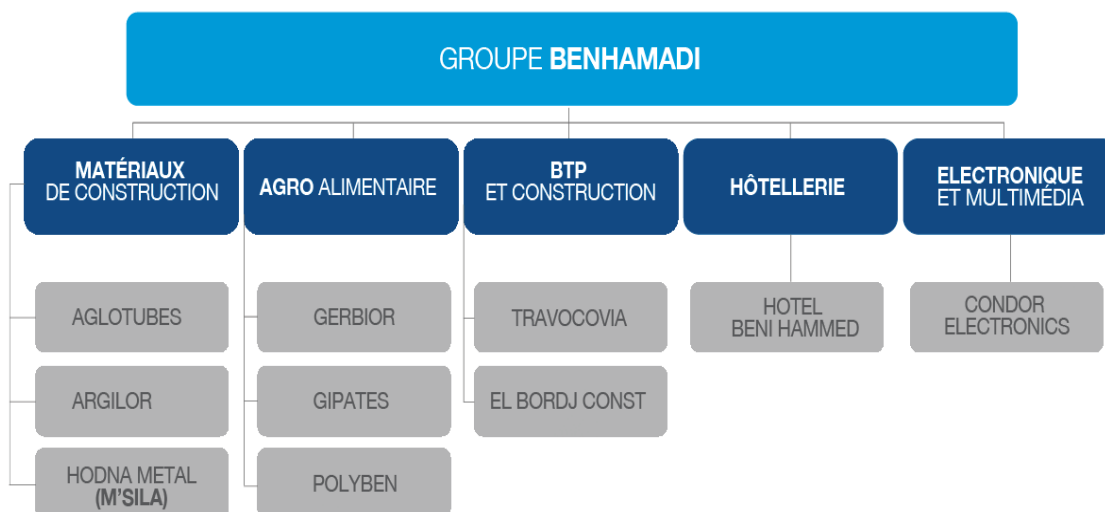 GROUPE BENHAMADI
MATÉRIAUX
DE CONSTRUCTION
AGRO ALIMENTAIRE
BTP
ET CONSTRUCTION
HÔTELLERIE
ELECTRONIQUE
ET MULTIMÉDIA
AGLOTUBES
GERBIOR
TRAVOCOVIA
HOTEL
BENI HAMMED
CONDOR
ELECTRONICS
ARGILOR
GIPATES
EL BORDJ CONST
HODNA METAL
(M'SILA)
POLYBEN